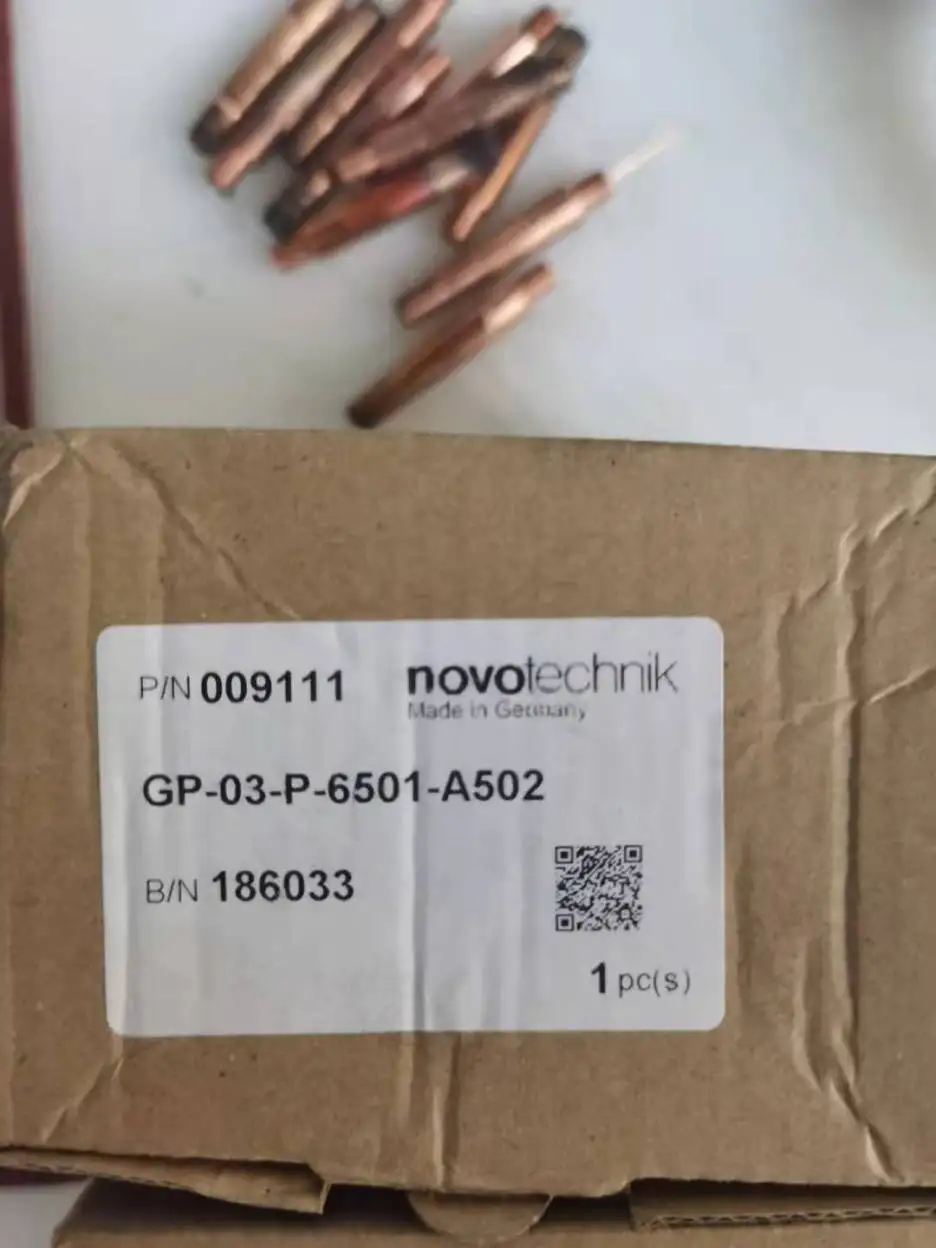 P/N 009111 novotechnik
Made in Germany
GP-03-P-6501-A502
B/N 186033
1 pc(s)